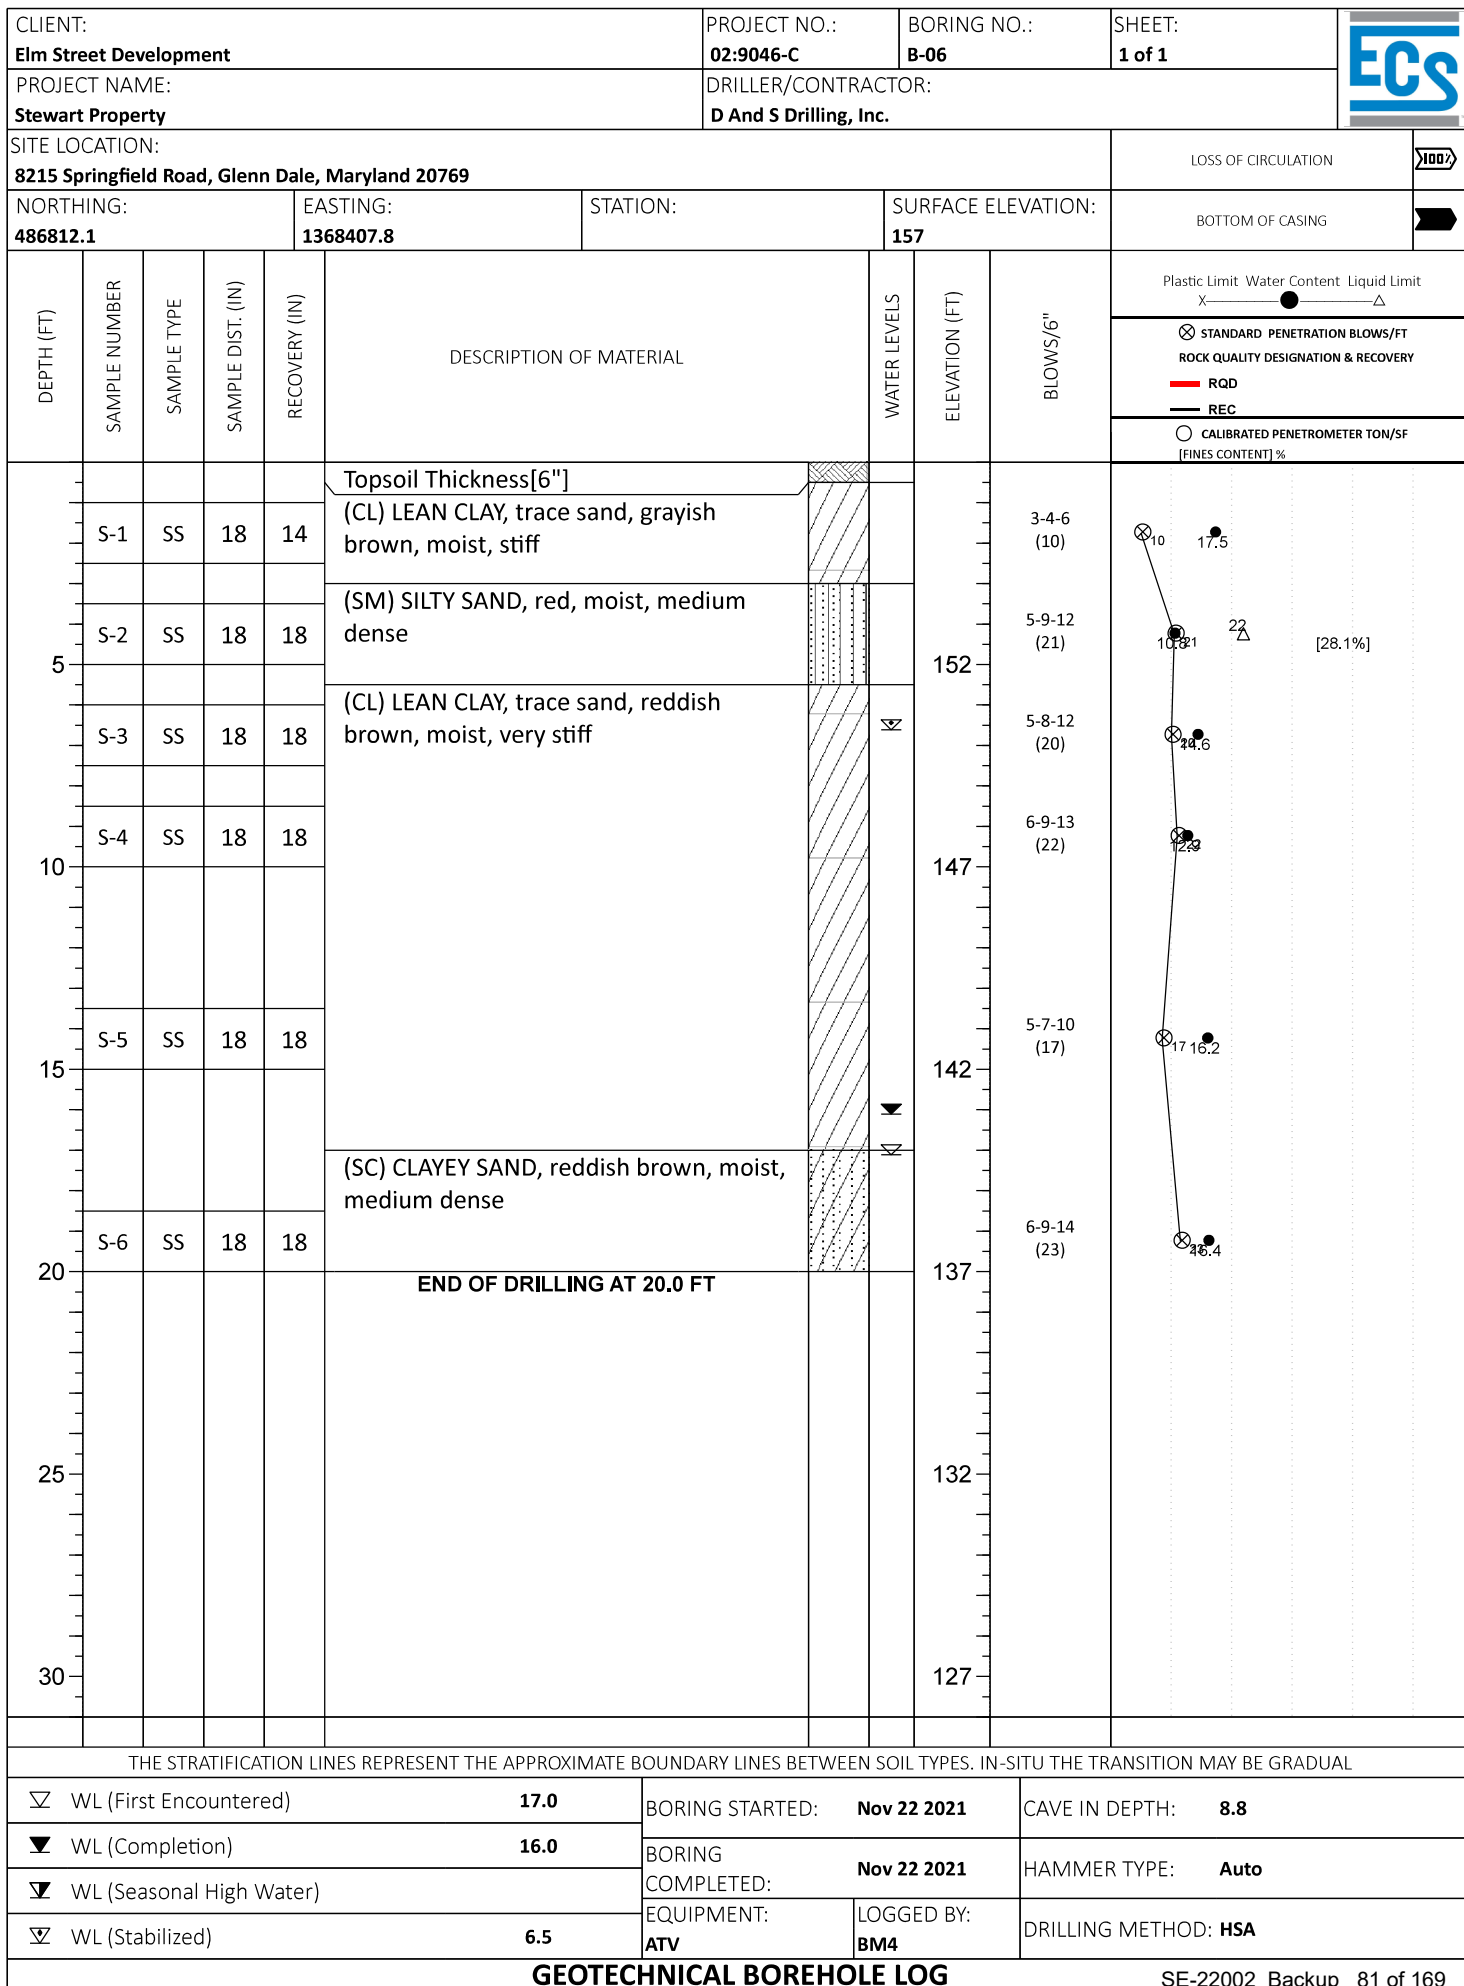 CLIENT:
Elm Street Development
PROJECT NO.:
02:9046-C
BORING NO.:
B-06
SHEET:
1 of 1
ECS
PROJECT NAME:
Stewart Property
DRILLER/CONTRACTOR:
D And S Drilling, Inc.
SITE LOCATION:
8215 Springfield Road, Glenn Dale, Maryland 20769
LOSS OF CIRCULATION
100%
NORTHING:
486812.1
EASTING:
1368407.8
STATION:
SURFACE ELEVATION:
157
BOTTOM OF CASING
DEPTH (FT)
SAMPLE NUMBER
SAMPLE TYPE
SAMPLE DIST. (IN)
RECOVERY (IN)
DESCRIPTION OF MATERIAL
WATER LEVELS
ELEVATION (FT)
BLOWS/6"
Plastic Limit Water Content Liquid Limit
X
STANDARD PENETRATION BLOWS/FT
ROCK QUALITY DESIGNATION & RECOVERY
RQD
REC
CALIBRATED PENETROMETER TON/SF
[FINES CONTENT] %
Topsoil Thickness[6"]
(CL) LEAN CLAY, trace sand, grayish
brown, moist, stiff
S-1 SS 18 14
3-4-6
(10)
10 17.5
(SM) SILTY SAND, red, moist, medium
dense
S-2 SS 18 18
5-9-12
(21)
22
10.8 21 [28.1%]
5 152
(CL) LEAN CLAY, trace sand, reddish
brown, moist, very stiff
S-3 SS 18 18
5-8-12
(20)
20 14.6
S-4 SS 18 18
6-9-13
(22)
12.9 22
10 147
S-5 SS 18 18
5-7-10
(17)
17 16.2
15 142
(SC) CLAYEY SAND, reddish brown, moist,
medium dense
S-6 SS 18 18
6-9-14
(23)
23 16.4
20 137
END OF DRILLING AT 20.0 FT
25 132
30 127
THE STRATIFICATION LINES REPRESENT THE APPROXIMATE BOUNDARY LINES BETWEEN SOIL TYPES. IN-SITU THE TRANSITION MAY BE GRADUAL
WL (First Encountered) 17.0
BORING STARTED: Nov 22 2021
CAVE IN DEPTH: 8.8
WL (Completion) 16.0
BORING
COMPLETED: Nov 22 2021
HAMMER TYPE: Auto
WL (Seasonal High Water)
WL (Stabilized) 6.5
EQUIPMENT:
ATV
LOGGED BY:
BM4
DRILLING METHOD: HSA
GEOTECHNICAL BOREHOLE LOG
SE-22002_Backup 81 of 169